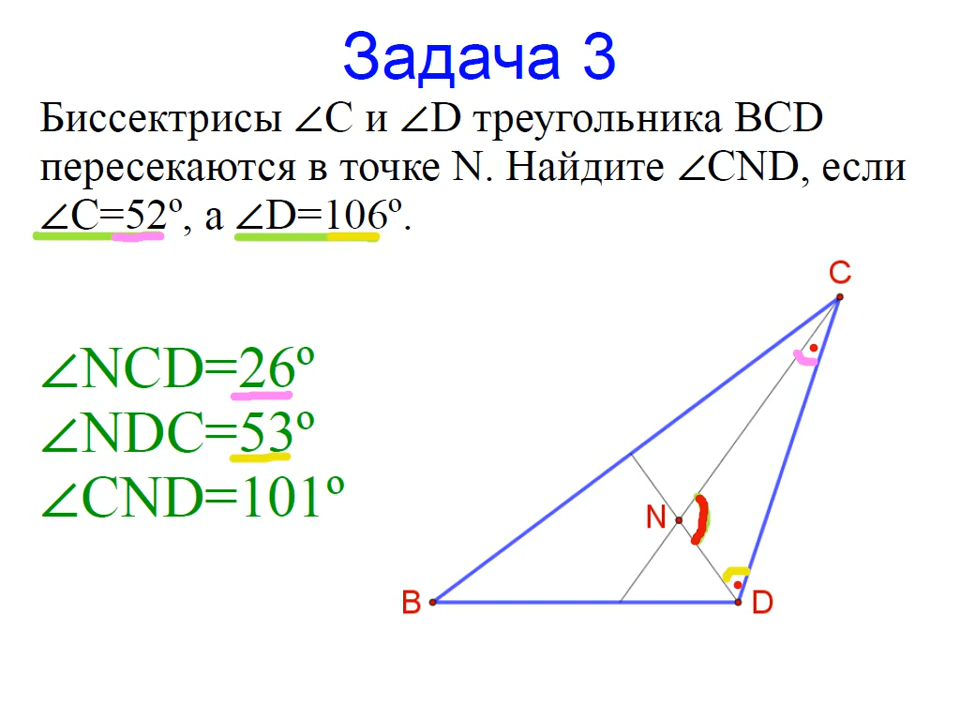 Задача 3
Биссектрисы ∠C и ∠D треугольника BCD
пересекаются в точке N. Найдите ∠CND, если
∠C=52º, а ∠D=106º.
∠NCD=26º
∠NDC=53º
∠CND=101º
C
N
B
D